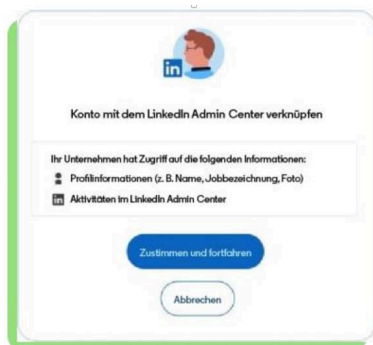 in
Konto mit dem LinkedIn Admin Center verknüpfen
Ihr Unternehmen hat Zugriff auf die folgenden Informationen:
Profilinformationen (z. B. Name, Jobbezeichnung, Foto)
in Aktivitäten im LinkedIn Admin Center
Zustimmen und fortfahren
Abbrechen